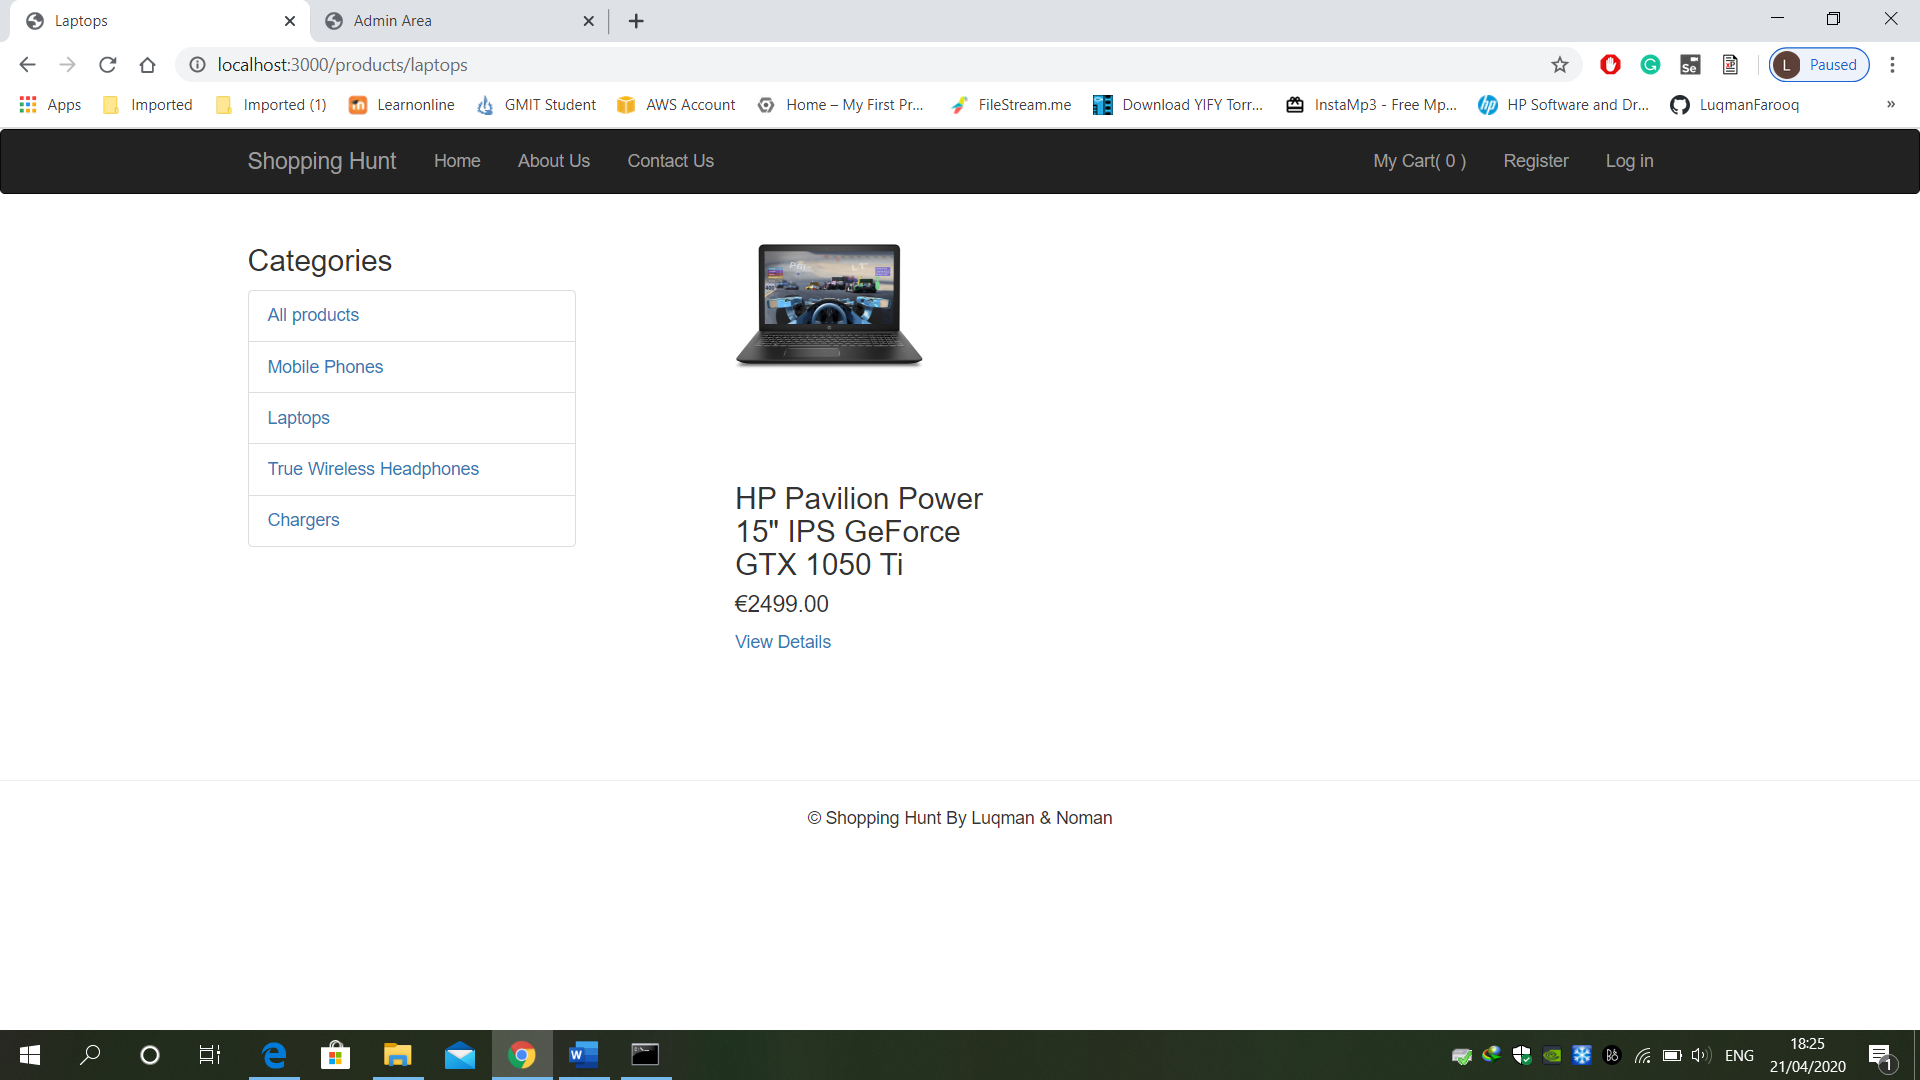 Laptops
Admin Area
localhost:3000/products/laptops
L Paused
Apps
Imported
Imported (1)
Learnonline
GMIT Student
AWS Account
Home – My First Pr...
FileStream.me
Download YIFY Torr...
InstaMp3 - Free Mp...
HP Software and Dr...
LuqmanFarooq
»
Shopping Hunt
Home
About Us
Contact Us
My Cart( 0 )
Register
Log in
Categories
All products
Mobile Phones
Laptops
True Wireless Headphones
Chargers
HP Pavilion Power
15" IPS GeForce
GTX 1050 Ti
€2499.00
View Details
© Shopping Hunt By Luqman & Noman
ENG
18:25
21/04/2020
1